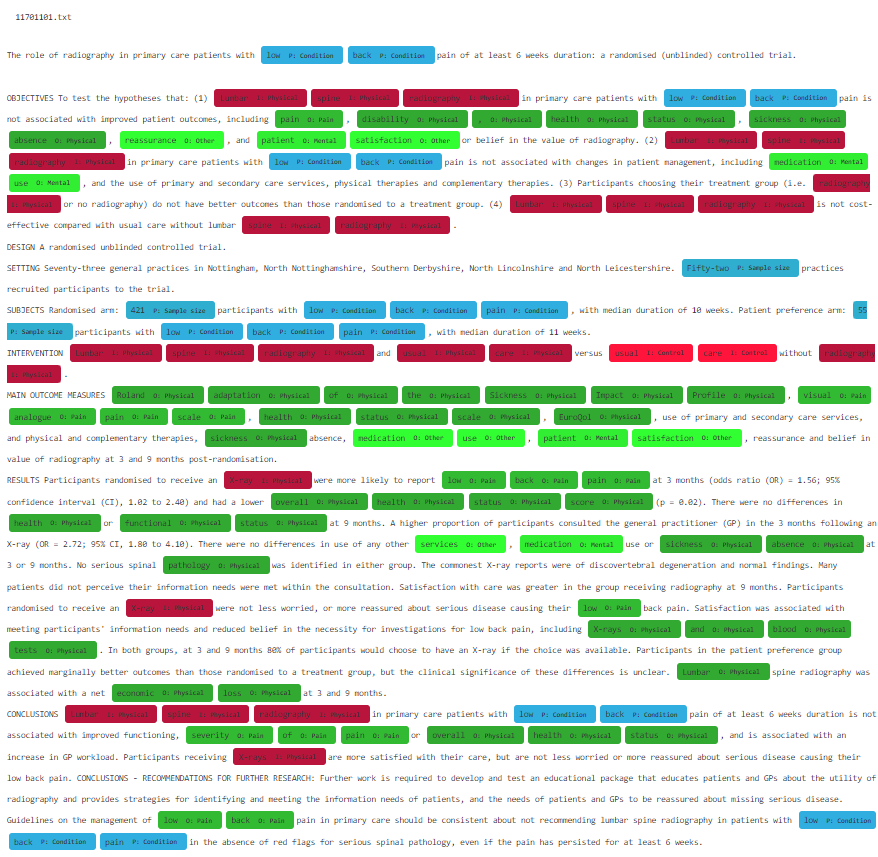 11701101.txt
The role of radiography in primary care patients with low P: Condition back P: Condition pain of at least 6 weeks duration: a randomised (unblinded) controlled trial.
OBJECTIVES To test the hypotheses that: (1) Lumbar I: Physical spine I: Physical radiography I: Physical in primary care patients with low P: Condition back P: Condition pain is
not associated with improved patient outcomes, including pain O: Pain , disability O: Physical , O: Physical health O: Physical status O: Physical , sickness O: Physical
absence O: Physical , reassurance O: Other , and patient O: Mental satisfaction O: Other or belief in the value of radiography. (2) Lumbar I: Physical spine I: Physical
radiography I: Physical in primary care patients with low P: Condition back P: Condition pain is not associated with changes in patient management, including medication O: Mental
use O: Mental , and the use of primary and secondary care services, physical therapies and complementary therapies. (3) Participants choosing their treatment group (i.e. radiography
I: Physical or no radiography) do not have better outcomes than those randomised to a treatment group. (4) Lumbar I: Physical spine I: Physical radiography I: Physical is not cost-
effective compared with usual care without lumbar spine I: Physical radiography I: Physical .
DESIGN A randomised unblinded controlled trial.
SETTING Seventy-three general practices in Nottingham, North Nottinghamshire, Southern Derbyshire, North Lincolnshire and North Leicestershire. Fifty-two P: Sample size practices
recruited participants to the trial.
SUBJECTS Randomised arm: 421 P: Sample size participants with low P: Condition back P: Condition pain P: Condition , with median duration of 10 weeks. Patient preference arm: 55
P: Sample size participants with low P: Condition back P: Condition pain P: Condition , with median duration of 11 weeks.
INTERVENTION Lumbar I: Physical spine I: Physical radiography I: Physical and usual I: Physical care I: Physical versus usual I: Control care I: Control without radiography
I: Physical .
MAIN OUTCOME MEASURES Roland O: Physical adaptation O: Physical of O: Physical the O: Physical Sickness O: Physical Impact O: Physical Profile O: Physical , visual O: Pain
analogue O: Pain pain O: Pain scale O: Pain , health O: Physical status O: Physical scale O: Physical , EuroQol O: Physical , use of primary and secondary care services,
and physical and complementary therapies, sickness O: Physical absence, medication O: Other use O: Other , patient O: Mental satisfaction O: Other , reassurance and belief in
value of radiography at 3 and 9 months post-randomisation.
RESULTS Participants randomised to receive an X-ray I: Physical were more likely to report low O: Pain back O: Pain pain O: Pain at 3 months (odds ratio (OR) = 1.56; 95%
confidence interval (CI), 1.02 to 2.40) and had a lower overall O: Physical health O: Physical status O: Physical score O: Physical (p = 0.02). There were no differences in
health O: Physical or functional O: Physical status O: Physical at 9 months. A higher proportion of participants consulted the general practitioner (GP) in the 3 months following an
X-ray (OR = 2.72; 95% CI, 1.80 to 4.10). There were no differences in use of any other services O: Other , medication O: Mental use or sickness O: Physical absence O: Physical at
3 or 9 months. No serious spinal pathology O: Physical was identified in either group. The commonest X-ray reports were of discovertebral degeneration and normal findings. Many
patients did not perceive their information needs were met within the consultation. Satisfaction with care was greater in the group receiving radiography at 9 months. Participants
randomised to receive an X-ray I: Physical were not less worried, or more reassured about serious disease causing their low O: Pain back pain. Satisfaction was associated with
meeting participants' information needs and reduced belief in the necessity for investigations for low back pain, including X-rays O: Physical and O: Physical blood O: Physical
tests O: Physical . In both groups, at 3 and 9 months 80% of participants would choose to have an X-ray if the choice was available. Participants in the patient preference group
achieved marginally better outcomes than those randomised to a treatment group, but the clinical significance of these differences is unclear. Lumbar O: Physical spine radiography was
associated with a net economic O: Physical loss O: Physical at 3 and 9 months.
CONCLUSIONS Lumbar I: Physical spine I: Physical radiography I: Physical in primary care patients with low P: Condition back P: Condition pain of at least 6 weeks duration is not
associated with improved functioning, severity O: Pain of O: Pain pain O: Pain or overall O: Physical health O: Physical status O: Physical , and is associated with an
increase in GP workload. Participants receiving X-rays I: Physical are more satisfied with their care, but are not less worried or more reassured about serious disease causing their
low back pain. CONCLUSIONS - RECOMMENDATIONS FOR FURTHER RESEARCH: Further work is required to develop and test an educational package that educates patients and GPs about the utility of
radiography and provides strategies for identifying and meeting the information needs of patients, and the needs of patients and GPs to be reassured about missing serious disease.
Guidelines on the management of low O: Pain back O: Pain pain in primary care should be consistent about not recommending lumbar spine radiography in patients with low P: Condition
back P: Condition pain P: Condition in the absence of red flags for serious spinal pathology, even if the pain has persisted for at least 6 weeks.